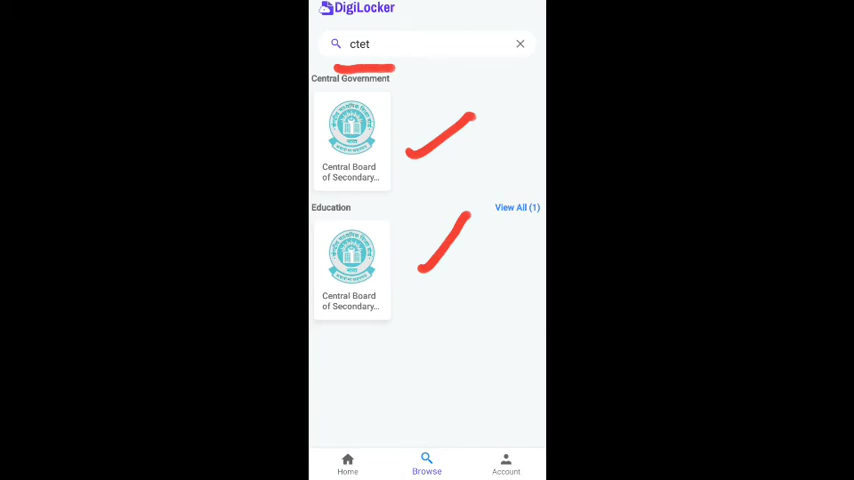 DigiLocker
ctet
Central Government
Central Board
of Secondary...
Education
View All (1)
Central Board
of Secondary...
Home
Browse
Account